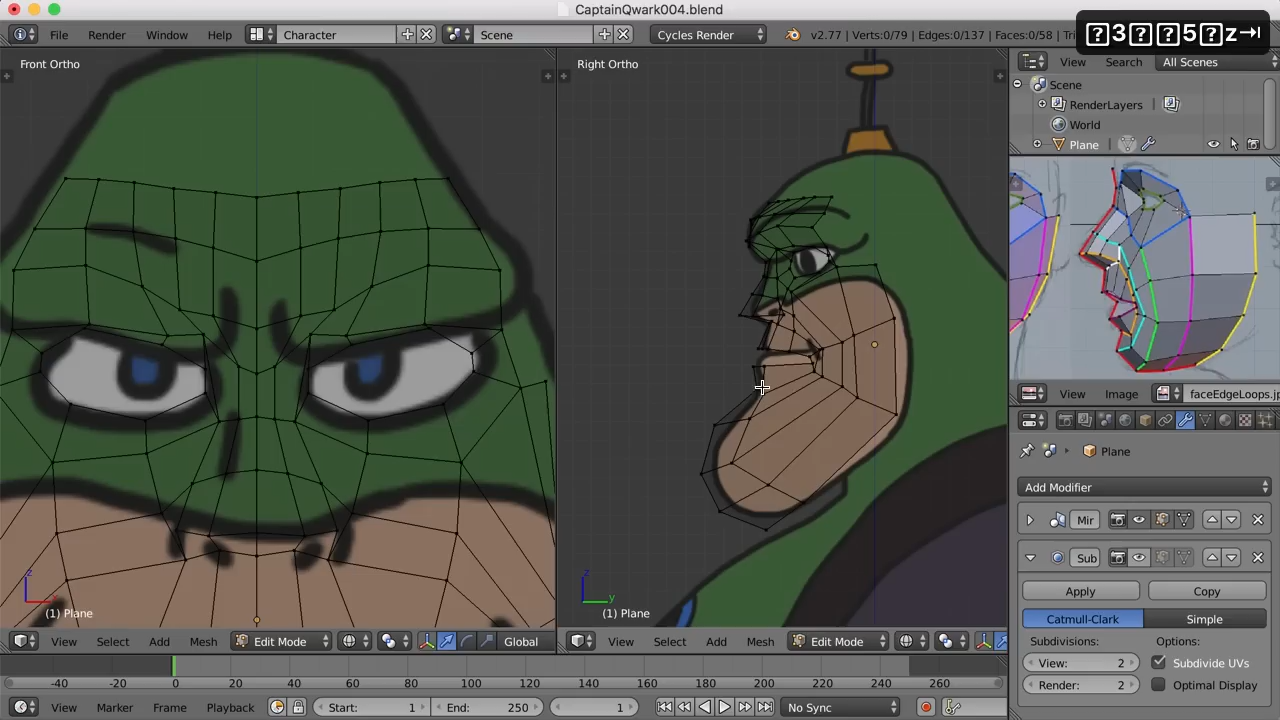 CaptainQwark004.blend
File Render Window Help Character Scene Cycles Render v2.77 | Verts:0/79 | Edges:0/137 | Faces:0/58 |
3 5 z
Front Ortho
Right Ortho
View Search All Scenes
Scene
RenderLayers
World
Plane
View Image faceEdgeLoops.jp
Plane
Add Modifier
Mir
Sub
Apply Copy
Catmull-Clark Simple
Subdivisions: Options:
View: 2 Subdivide UVs
Render: 2 Optimal Display
z
(1) Plane
z
y
(1) Plane
View Select Add Mesh Edit Mode Global
View Select Add Mesh Edit Mode
-40 -20 0 20 40 60 80 100 120 140 160 180 200 220 240 260
View Marker Frame Playback Start: 1 End: 250 1 No Sync